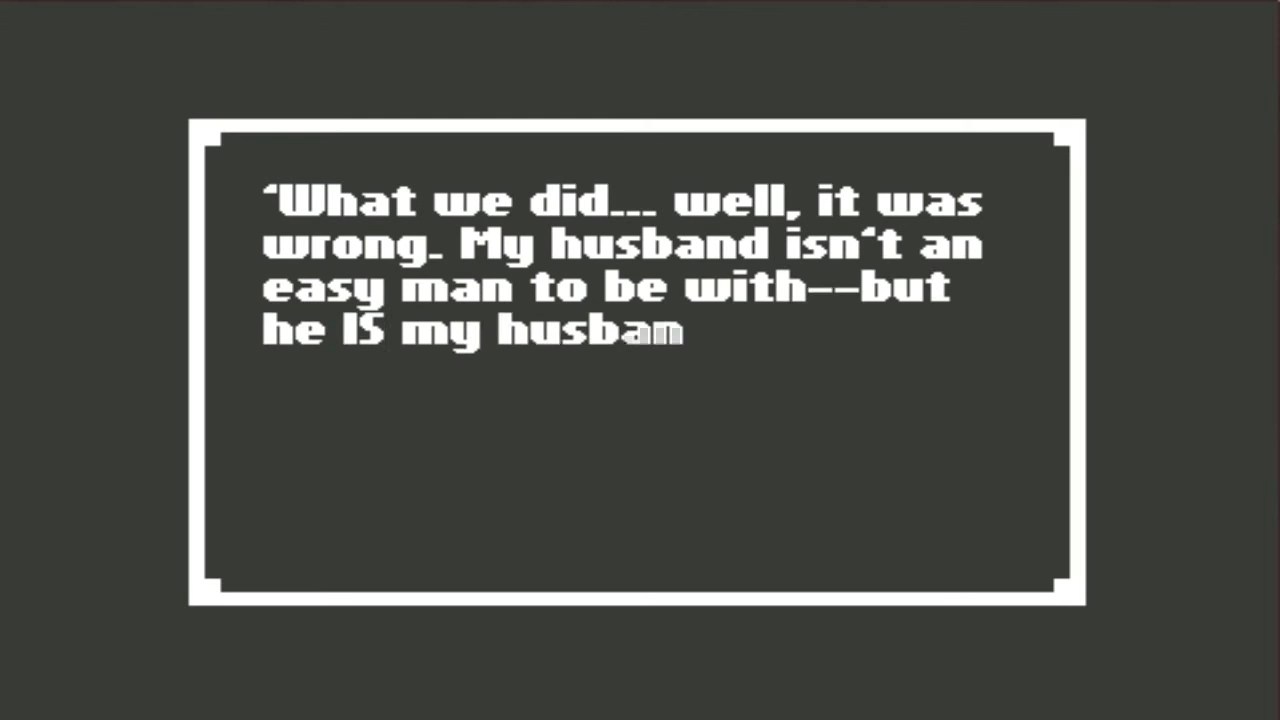 ‘What we did... well, it was
wrong. My husband isn‘t an
easy man to be with--but
he IS my husba